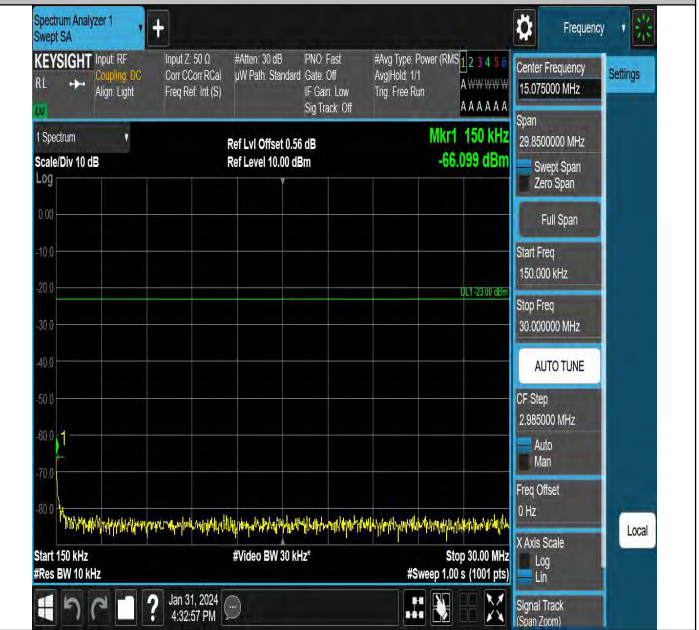 Spectrum Analyzer 1
Swept SA
+
Frequency
KEYSIGHT
RL
Input: RF
Coupling: DC
Align: Light
Input Z: 50 Ω
Corr CCorr RCal
Freq Ref: Int (S)
#Atten: 30 dB
µW Path: Standard
PNO: Fast
Gate: Off
IF Gain: Low
Sig Track: Off
#Avg Type: Power (RMS
Avg|Hold: 1/1
Trig: Free Run
1 2 3 4 5 6
A W W W W W
A A A A A A
1 Spectrum
Scale/Div 10 dB
Log
Ref Lvl Offset 0.56 dB
Ref Level 10.00 dBm
Mkr1 150 kHz
-66.099 dBm
0.00
-10.0
-20.0
-30.0
-40.0
-50.0
-60.0
-70.0
-80.0
DL1 -23.00 dBm
1
Start 150 kHz
#Res BW 10 kHz
#Video BW 30 kHz*
Stop 30.00 MHz
#Sweep 1.00 s (1001 pts)
Jan 31, 2024
4:32:57 PM
?
Center Frequency
15.075000 MHz
Settings
Span
29.8500000 MHz
Swept Span
Zero Span
Full Span
Start Freq
150.000 kHz
Stop Freq
30.000000 MHz
AUTO TUNE
CF Step
2.985000 MHz
Auto
Man
Freq Offset
0 Hz
X Axis Scale
Log
Lin
Local
Signal Track
(Span Zoom)